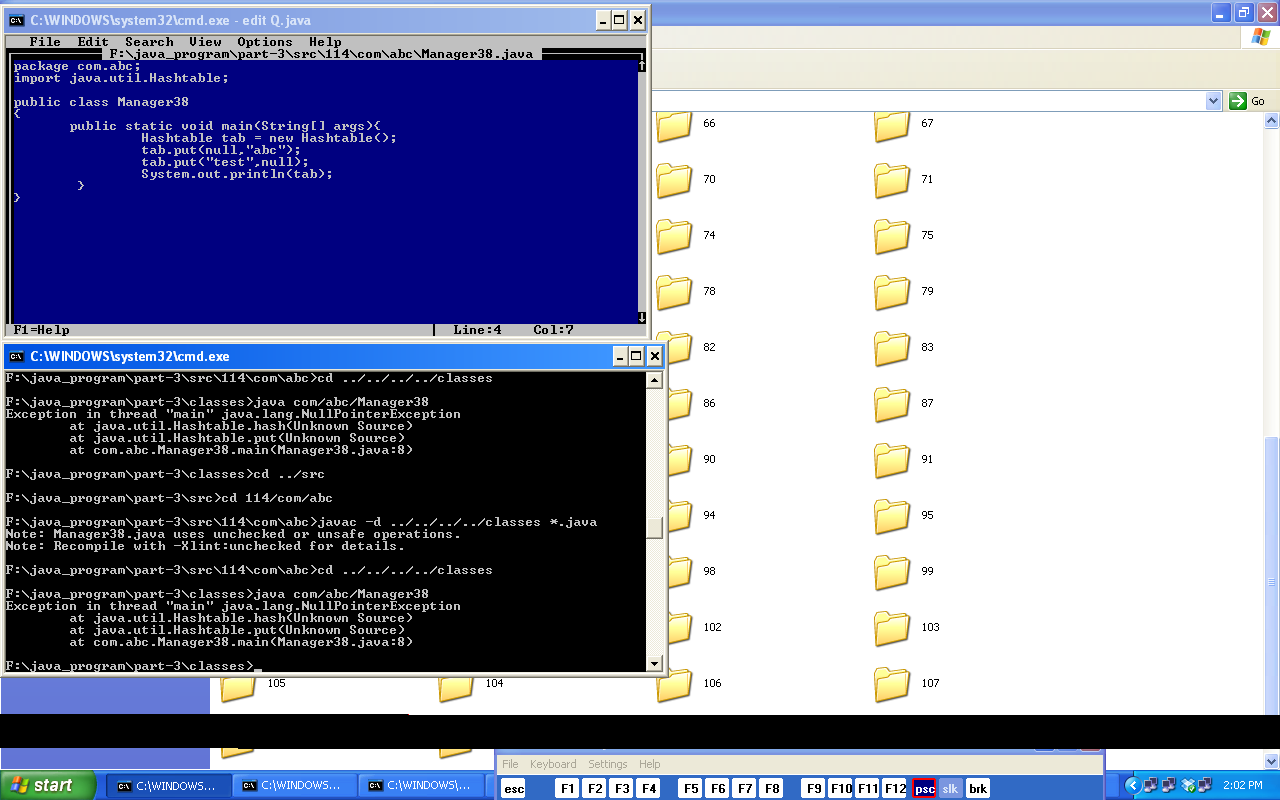 C:\WINDOWS\system32\cmd.exe - edit Q.java
File Edit Search View Options Help
F:\java_program\part-3\src\114\com\abc\Manager38.java
package com.abc;
import java.util.Hashtable;
public class Manager38
{
public static void main(String[] args){
Hashtable tab = new Hashtable();
tab.put(null,"abc");
tab.put("test",null);
System.out.println(tab);
}
}
F1=Help Line:4 Col:7
C:\WINDOWS\system32\cmd.exe
F:\java_program\part-3\src\114\com\abc>cd ../../../../classes
F:\java_program\part-3\classes>java com/abc/Manager38
Exception in thread "main" java.lang.NullPointerException
at java.util.Hashtable.hash(Unknown Source)
at java.util.Hashtable.put(Unknown Source)
at com.abc.Manager38.main(Manager38.java:8)
F:\java_program\part-3\classes>cd ../src
F:\java_program\part-3\src>cd 114/com/abc
F:\java_program\part-3\src\114\com\abc>javac -d ../../../../classes *.java
Note: Manager38.java uses unchecked or unsafe operations.
Note: Recompile with -Xlint:unchecked for details.
F:\java_program\part-3\src\114\com\abc>cd ../../../../classes
F:\java_program\part-3\classes>java com/abc/Manager38
Exception in thread "main" java.lang.NullPointerException
at java.util.Hashtable.hash(Unknown Source)
at java.util.Hashtable.put(Unknown Source)
at com.abc.Manager38.main(Manager38.java:8)
F:\java_program\part-3\classes>_
Go
66 67
70 71
74 75
78 79
82 83
86 87
90 91
94 95
98 99
102 103
105 104 106 107
File Keyboard Settings Help
esc F1 F2 F3 F4 F5 F6 F7 F8 F9 F10 F11 F12 psc slk brk
start C:\WINDOWS... C:\WINDOWS... C:\WINDOWS\... 2:02 PM